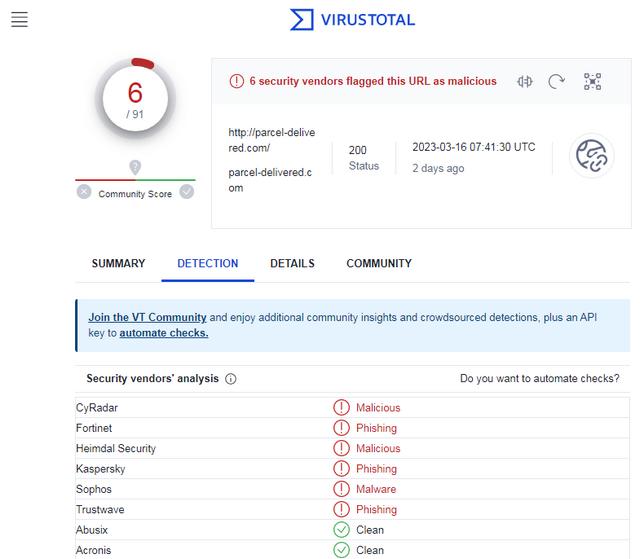 VIRUSTOTAL
6
/ 91
Community Score
6 security vendors flagged this URL as malicious
http://parcel-delive
red.com/
parcel-delivered.c
om
200
Status
2023-03-16 07:41:30 UTC
2 days ago
SUMMARY DETECTION DETAILS COMMUNITY
Join the VT Community and enjoy additional community insights and crowdsourced detections, plus an API
key to automate checks.
Security vendors' analysis Do you want to automate checks?
CyRadar Malicious
Fortinet Phishing
Heimdal Security Malicious
Kaspersky Phishing
Sophos Malware
Trustwave Phishing
Abusix Clean
Acronis Clean